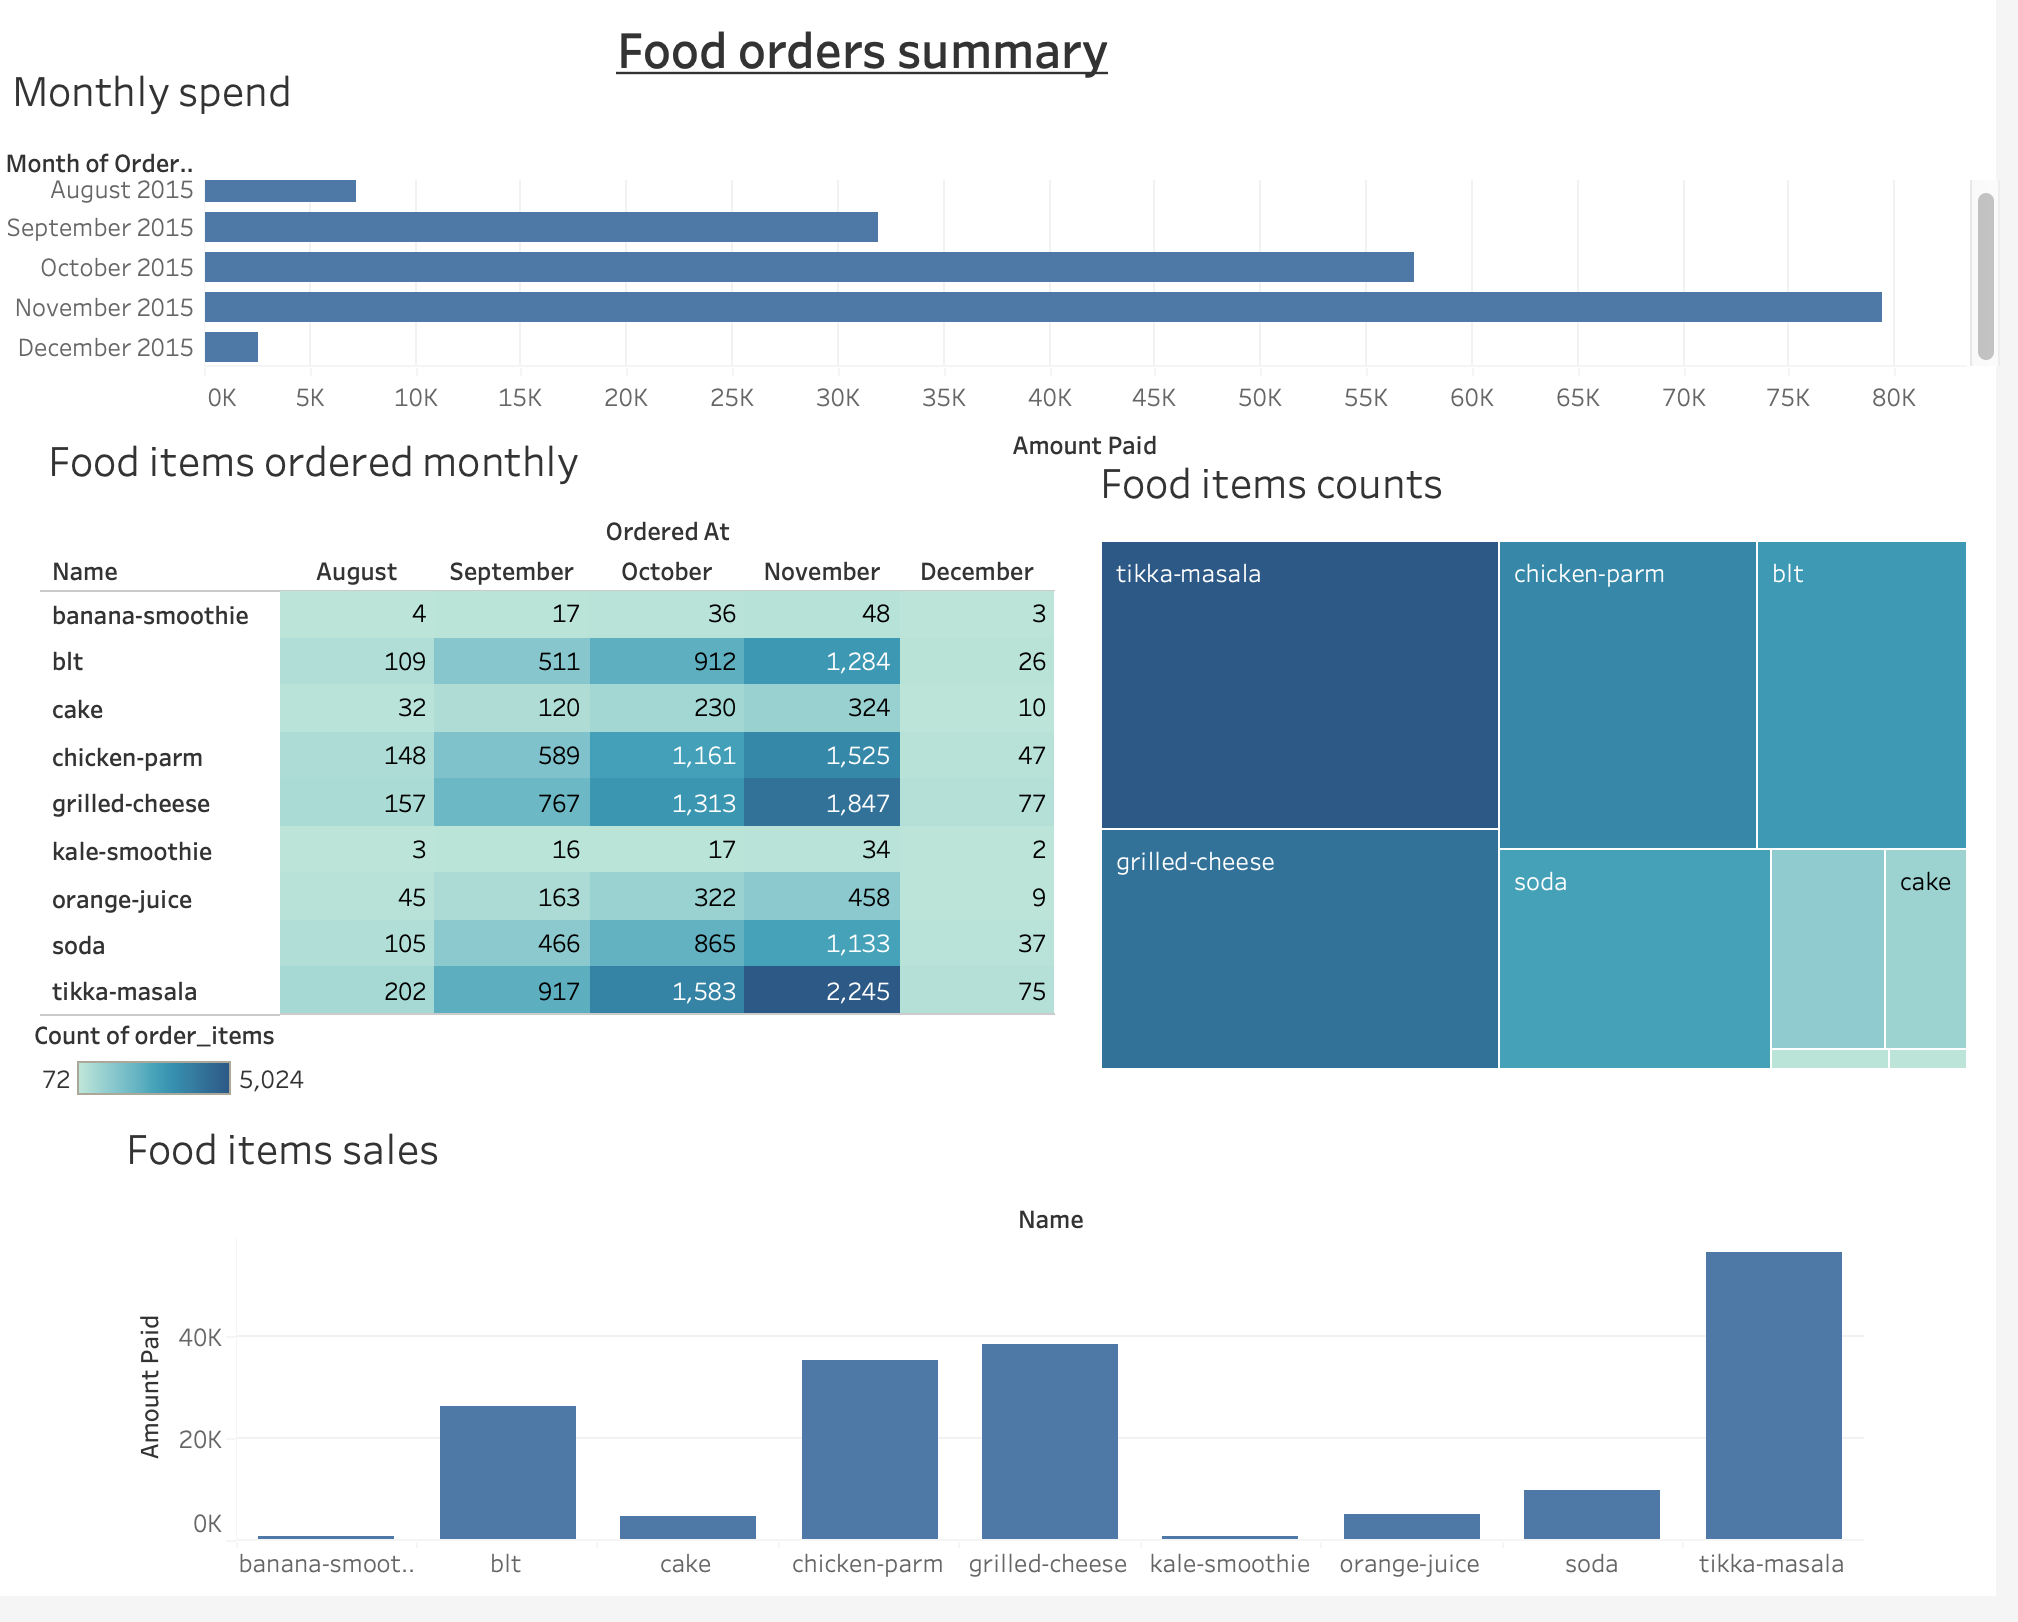 Food orders summary
Monthly spend
Month of Order..
August 2015
September 2015
October 2015
November 2015
December 2015
0K 5K 10K 15K 20K 25K 30K 35K 40K 45K 50K 55K 60K 65K 70K 75K 80K
Amount Paid
Food items ordered monthly
Ordered At
Name August September October November December
banana-smoothie 4 17 36 48 3
blt 109 511 912 1,284 26
cake 32 120 230 324 10
chicken-parm 148 589 1,161 1,525 47
grilled-cheese 157 767 1,313 1,847 77
kale-smoothie 3 16 17 34 2
orange-juice 45 163 322 458 9
soda 105 466 865 1,133 37
tikka-masala 202 917 1,583 2,245 75
Count of order_items
72 5,024
Food items counts
tikka-masala chicken-parm blt
grilled-cheese soda cake
Food items sales
Name
Amount Paid
40K
20K
0K
banana-smoot.. blt cake chicken-parm grilled-cheese kale-smoothie orange-juice soda tikka-masala